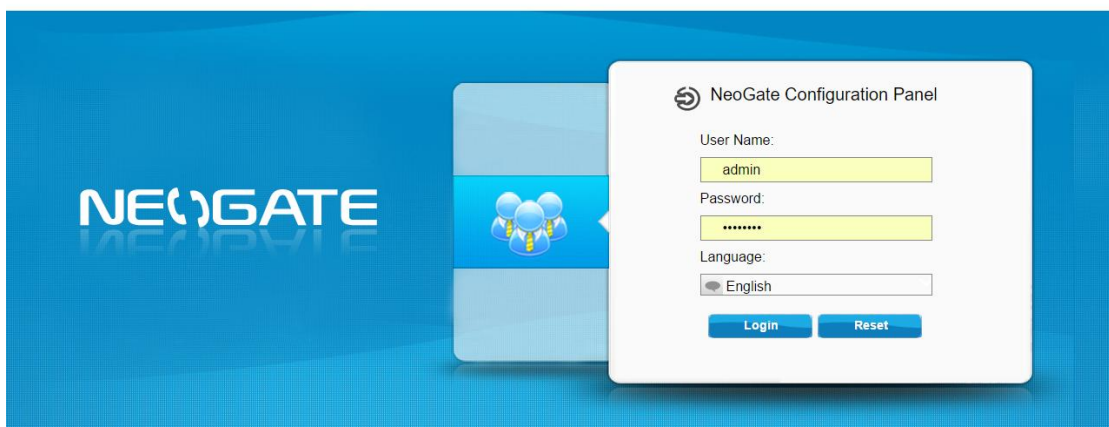 NEOGATE
NeoGate Configuration Panel
User Name:
admin
Password:
••••••••
Language:
English
Login
Reset